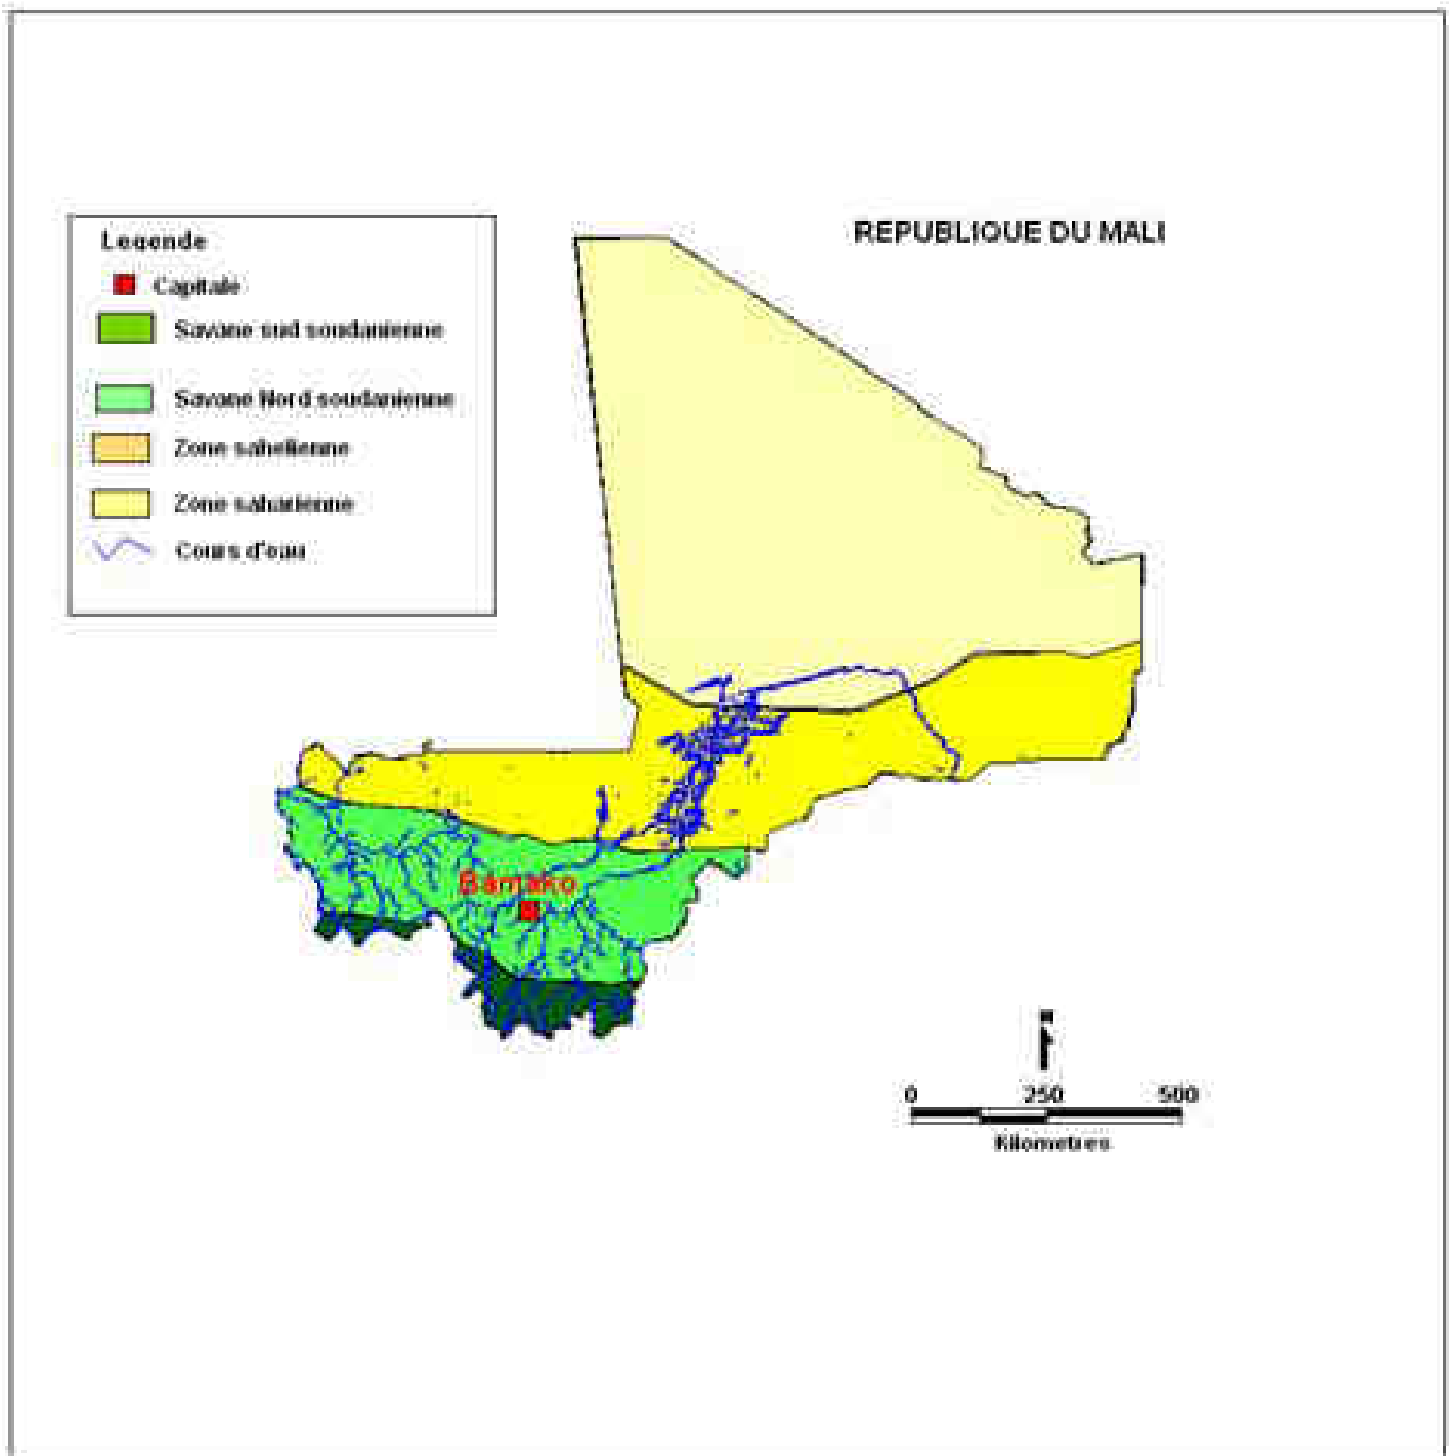 REPUBLIQUE DU MALI
Legende
Capitale
Savane sud soudanienne
Savane Nord soudanienne
Zone sahelienne
Zone saharienne
Cours d'eau
Bamako
N
0 250 500
Kilometres